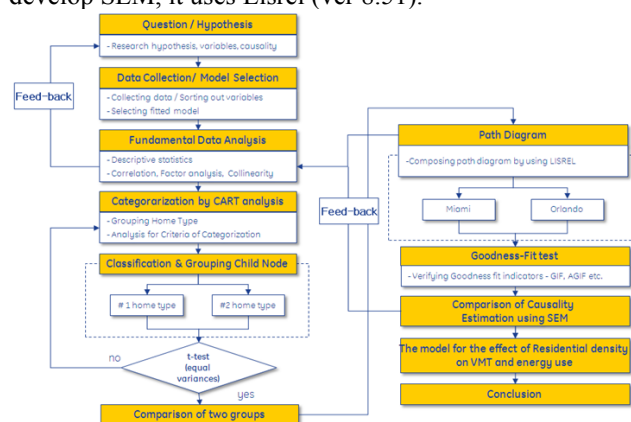 develop SEM, it uses Lisrel (ver 8.51).
Question / Hypothesis
- Research hypothesis, variables, causality
Data Collection/ Model Selection
- Collecting data / Sorting out variables
- Selecting fitted model
Feed-back
Fundamental Data Analysis
- Descriptive statistics
- Correlation, Factor analysis, Collinearity
Categorarization by CART analysis
- Grouping Home Type
- Analysis for Criteria of Categorization
Classification & Grouping Child Node
# 1 home type
#2 home type
no
t-test
(equal
variances)
yes
Comparison of two groups
Feed-back
Path Diagram
-Composing path diagram by using LISREL
Miami
Orlando
Goodness-Fit test
- Verifying Goodness fit indicators - GIF, AGIF etc.
Comparison of Causality
Estimation using SEM
The model for the effect of Residential density
on VMT and energy use
Conclusion